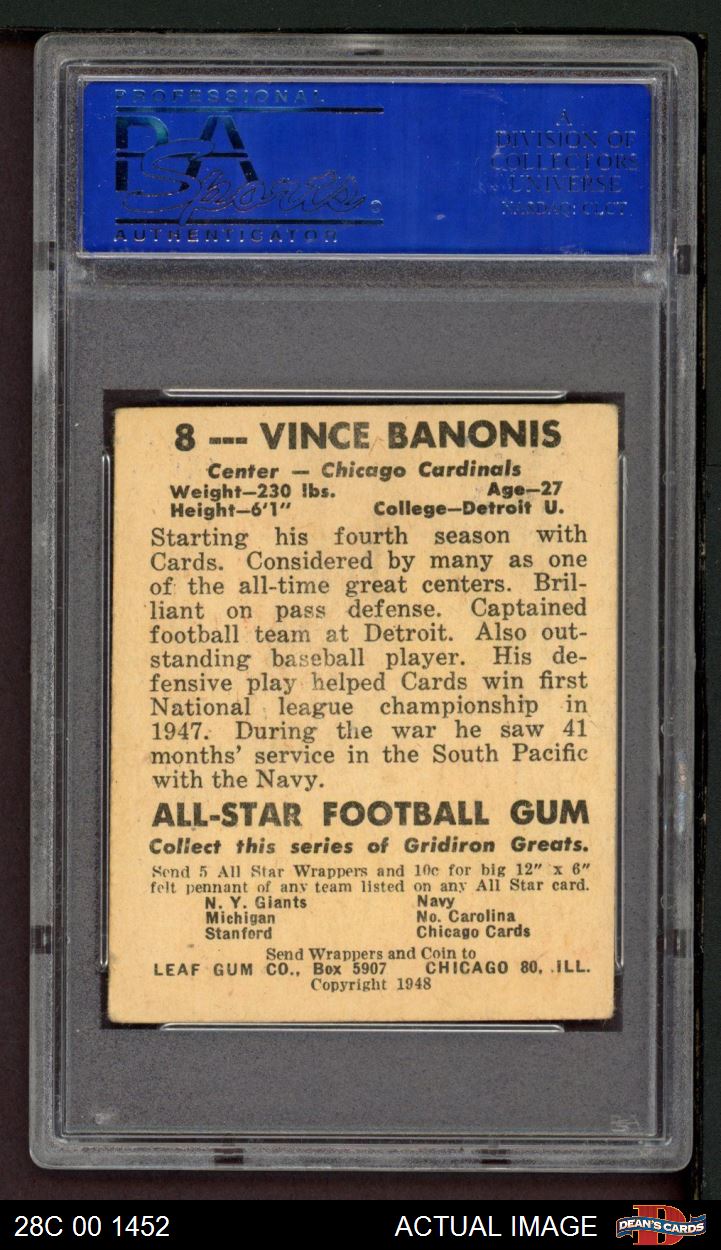 PROFESSIONAL
PSA
Sports
AUTHENTICATOR
A
DIVISION OF
COLLECTORS
UNIVERSE
NASDAQ: CLCT
8 --- VINCE BANONIS
Center — Chicago Cardinals
Weight—230 lbs. Age—27
Height—6'1" College—Detroit U.
Starting his fourth season with
Cards. Considered by many as one
of the all-time great centers. Bril-
liant on pass defense. Captained
football team at Detroit. Also out-
standing baseball player. His de-
fensive play helped Cards win first
National league championship in
1947. During the war he saw 41
months' service in the South Pacific
with the Navy.
ALL-STAR FOOTBALL GUM
Collect this series of Gridiron Greats.
Send 5 All Star Wrappers and 10c for big 12" x 6"
felt pennant of any team listed on any All Star card.
N. Y. Giants Navy
Michigan No. Carolina
Stanford Chicago Cards
Send Wrappers and Coin to
LEAF GUM CO., Box 5907 CHICAGO 80, ILL.
Copyright 1948
28C 00 1452 ACTUAL IMAGE DEAN'S CARDS